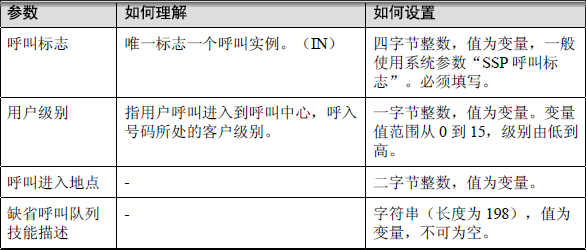 参数 如何理解 如何设置
呼叫标志 唯一标志一个呼叫实例。（IN） 四字节整数，值为变量，一般
使用系统参数“SSP 呼叫标
志”。必须填写。
用户级别 指用户呼叫进入到呼叫中心，呼入 一字节整数，值为变量。变量
号码所处的客户级别。 值范围从 0 到 15，级别由低到
高。
呼叫进入地点 - 二字节整数，值为变量。
缺省呼叫队列 - 字符串（长度为 198），值为
技能描述 变量，不可为空。